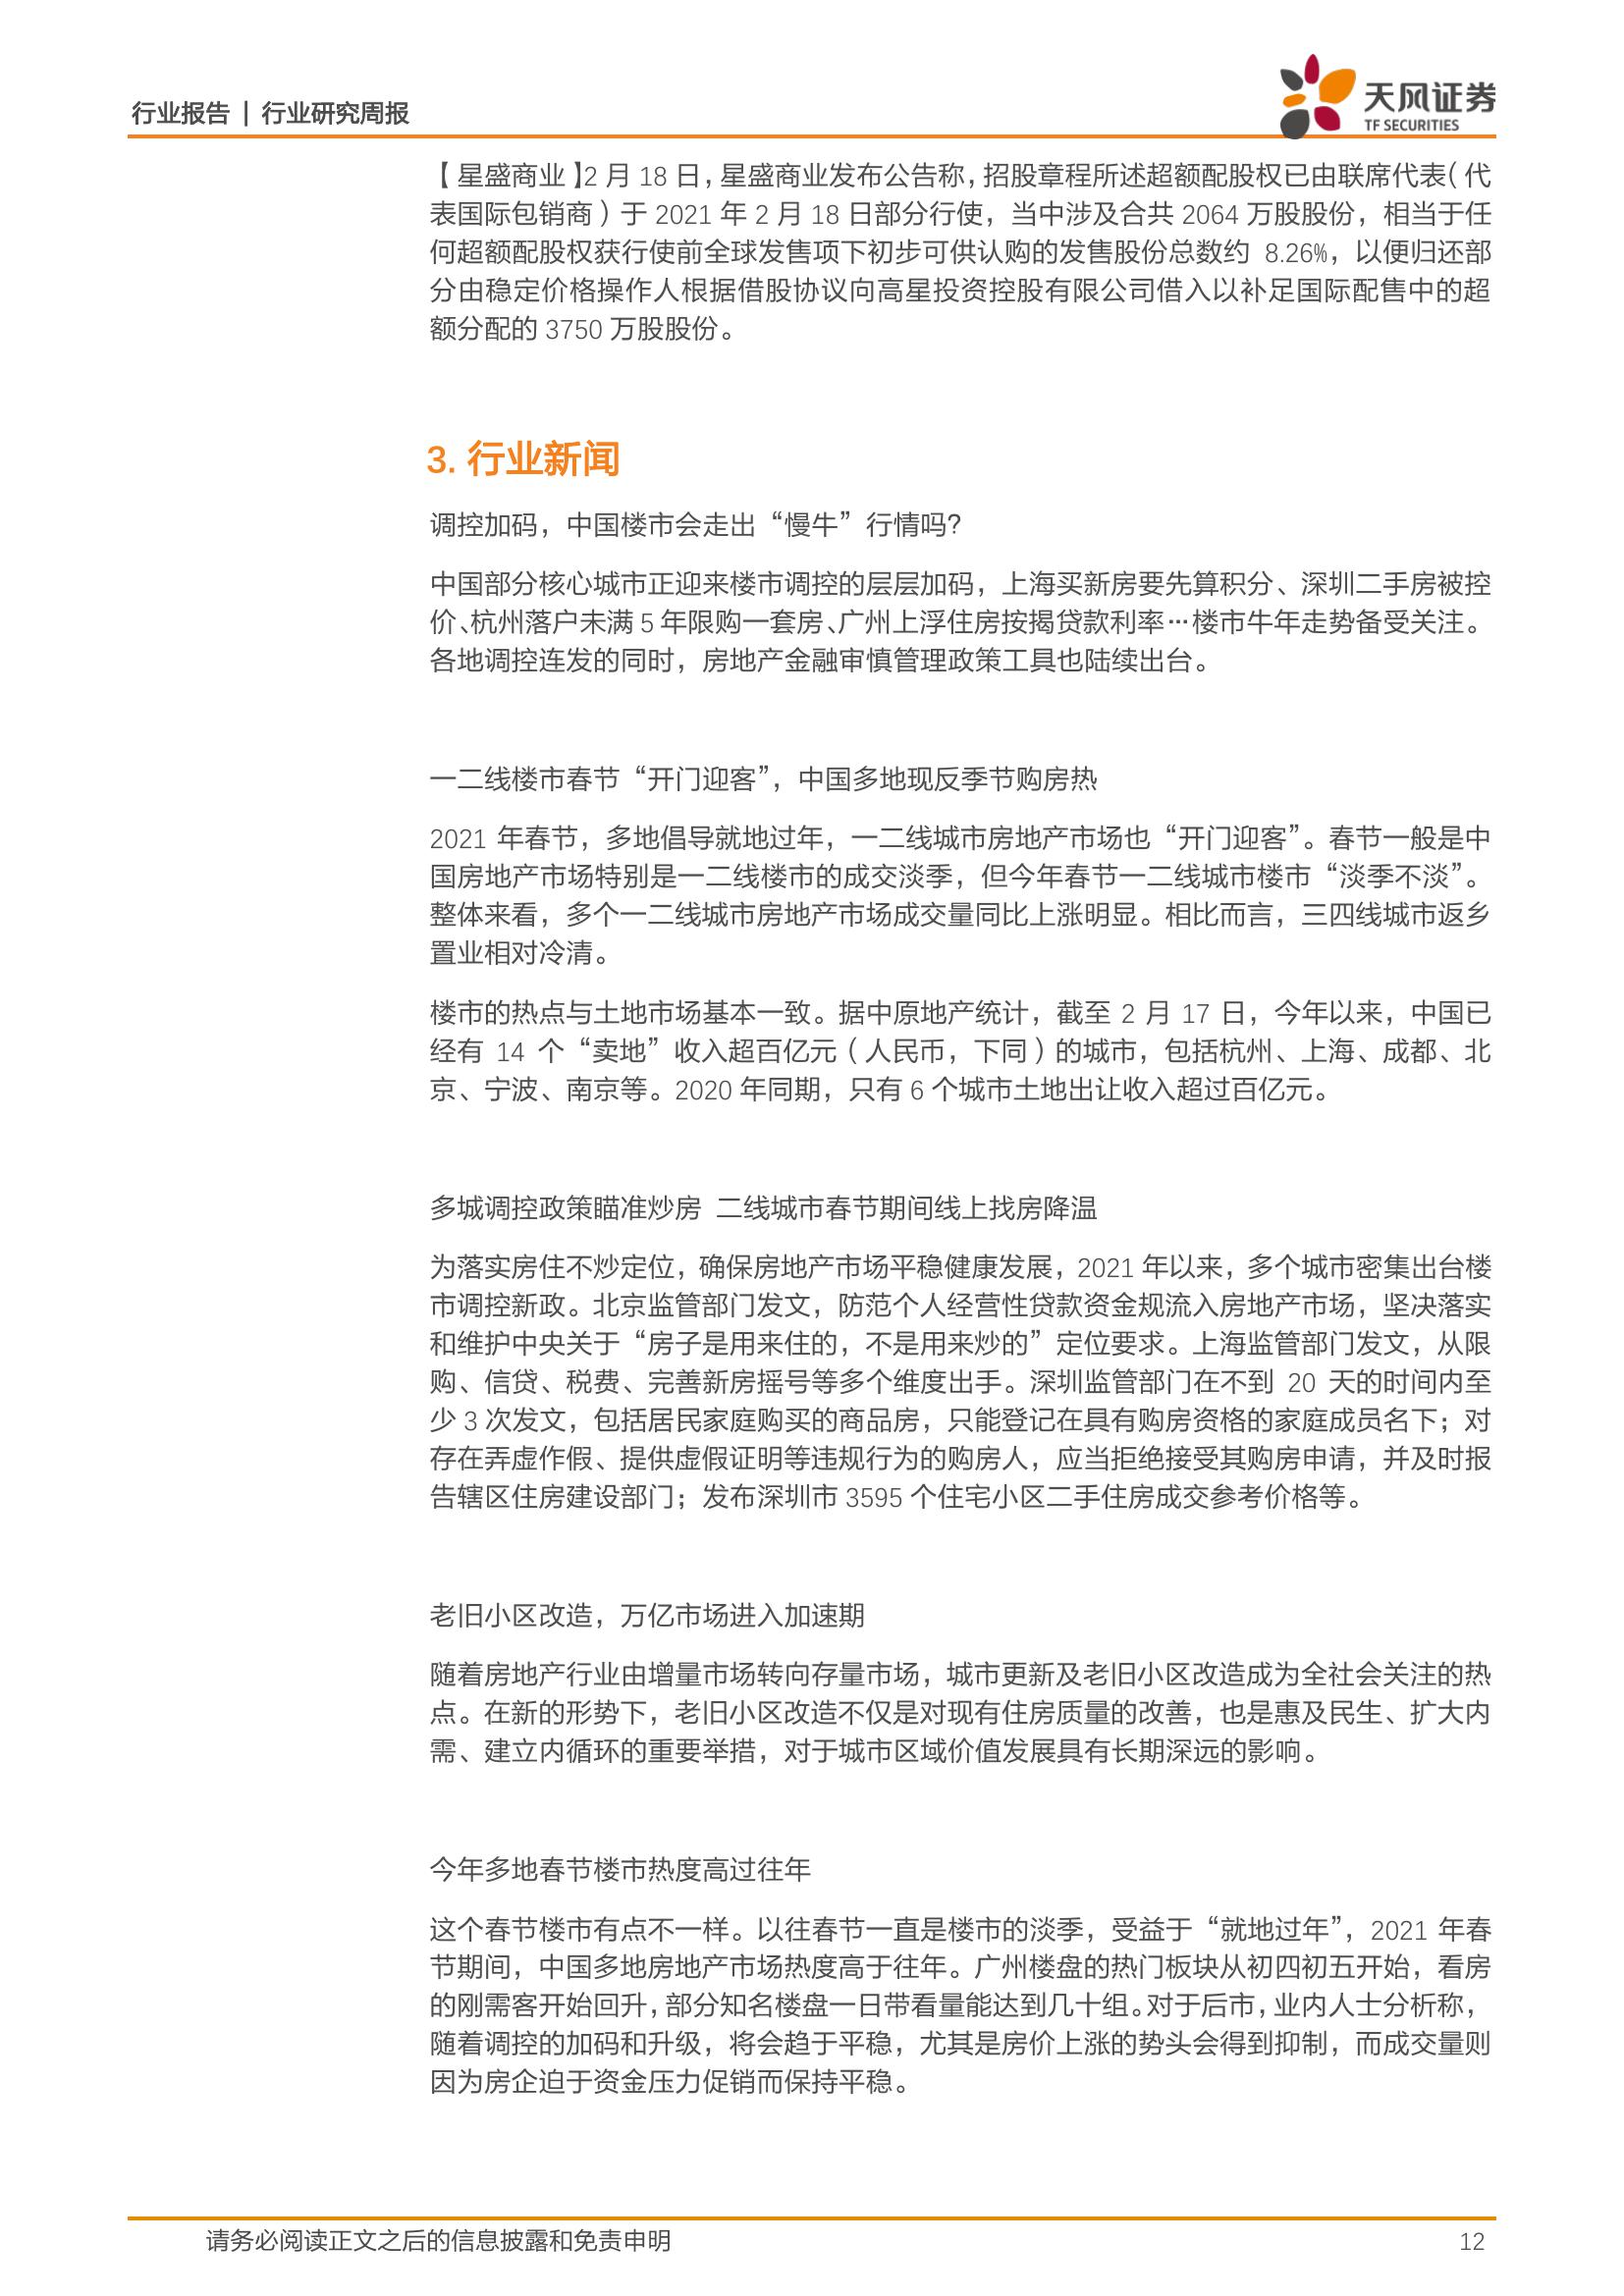 行业报告 | 行业研究周报
天风证券
TF SECURITIES
【星盛商业】2 月 18 日，星盛商业发布公告称，招股章程所述超额配股权已由联席代表（代
表国际包销商）于 2021 年 2 月 18 日部分行使，当中涉及合共 2064 万股股份，相当于任
何超额配股权获行使前全球发售项下初步可供认购的发售股份总数约 8.26%，以便归还部
分由稳定价格操作人根据借股协议向高星投资控股有限公司借入以补足国际配售中的超
额分配的 3750 万股股份。
3. 行业新闻
调控加码，中国楼市会走出“慢牛”行情吗？
中国部分核心城市正迎来楼市调控的层层加码，上海买新房要先算积分、深圳二手房被控
价、杭州落户未满 5 年限购一套房、广州上浮住房按揭贷款利率…楼市牛年走势备受关注。
各地调控连发的同时，房地产金融审慎管理政策工具也陆续出台。
一二线楼市春节“开门迎客”，中国多地现反季节购房热
2021 年春节，多地倡导就地过年，一二线城市房地产市场也“开门迎客”。春节一般是中
国房地产市场特别是一二线楼市的成交淡季，但今年春节一二线城市楼市“淡季不淡”。
整体来看，多个一二线城市房地产市场成交量同比上涨明显。相比而言，三四线城市返乡
置业相对冷清。
楼市的热点与土地市场基本一致。据中原地产统计，截至 2 月 17 日，今年以来，中国已
经有 14 个“卖地”收入超百亿元（人民币，下同）的城市，包括杭州、上海、成都、北
京、宁波、南京等。2020 年同期，只有 6 个城市土地出让收入超过百亿元。
多城调控政策瞄准炒房 二线城市春节期间线上找房降温
为落实房住不炒定位，确保房地产市场平稳健康发展，2021 年以来，多个城市密集出台楼
市调控新政。北京监管部门发文，防范个人经营性贷款资金规流入房地产市场，坚决落实
和维护中央关于“房子是用来住的，不是用来炒的”定位要求。上海监管部门发文，从限
购、信贷、税费、完善新房摇号等多个维度出手。深圳监管部门在不到 20 天的时间内至
少 3 次发文，包括居民家庭购买的商品房，只能登记在具有购房资格的家庭成员名下；对
存在弄虚作假、提供虚假证明等违规行为的购房人，应当拒绝接受其购房申请，并及时报
告辖区住房建设部门；发布深圳市 3595 个住宅小区二手住房成交参考价格等。
老旧小区改造，万亿市场进入加速期
随着房地产行业由增量市场转向存量市场，城市更新及老旧小区改造成为全社会关注的热
点。在新的形势下，老旧小区改造不仅是对现有住房质量的改善，也是惠及民生、扩大内
需、建立内循环的重要举措，对于城市区域价值发展具有长期深远的影响。
今年多地春节楼市热度高过往年
这个春节楼市有点不一样。以往春节一直是楼市的淡季，受益于“就地过年”，2021 年春
节期间，中国多地房地产市场热度高于往年。广州楼盘的热门板块从初四初五开始，看房
的刚需客开始回升，部分知名楼盘一日带看量能达到几十组。对于后市，业内人士分析称，
随着调控的加码和升级，将会趋于平稳，尤其是房价上涨的势头会得到抑制，而成交量则
因为房企迫于资金压力促销而保持平稳。
请务必阅读正文之后的信息披露和免责申明
12